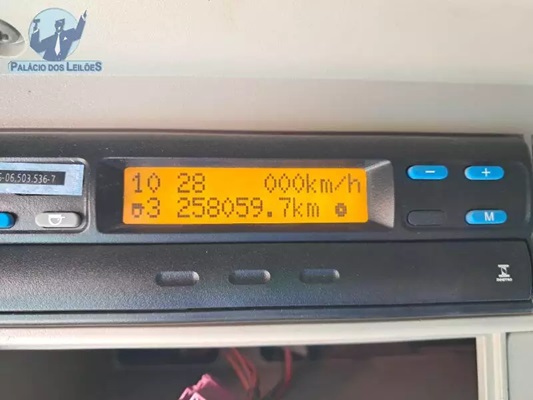 PALÁCIO DOS LEILÕES
-06.503.536-7
10 28 000km/h
3 258059.7km
− +
M